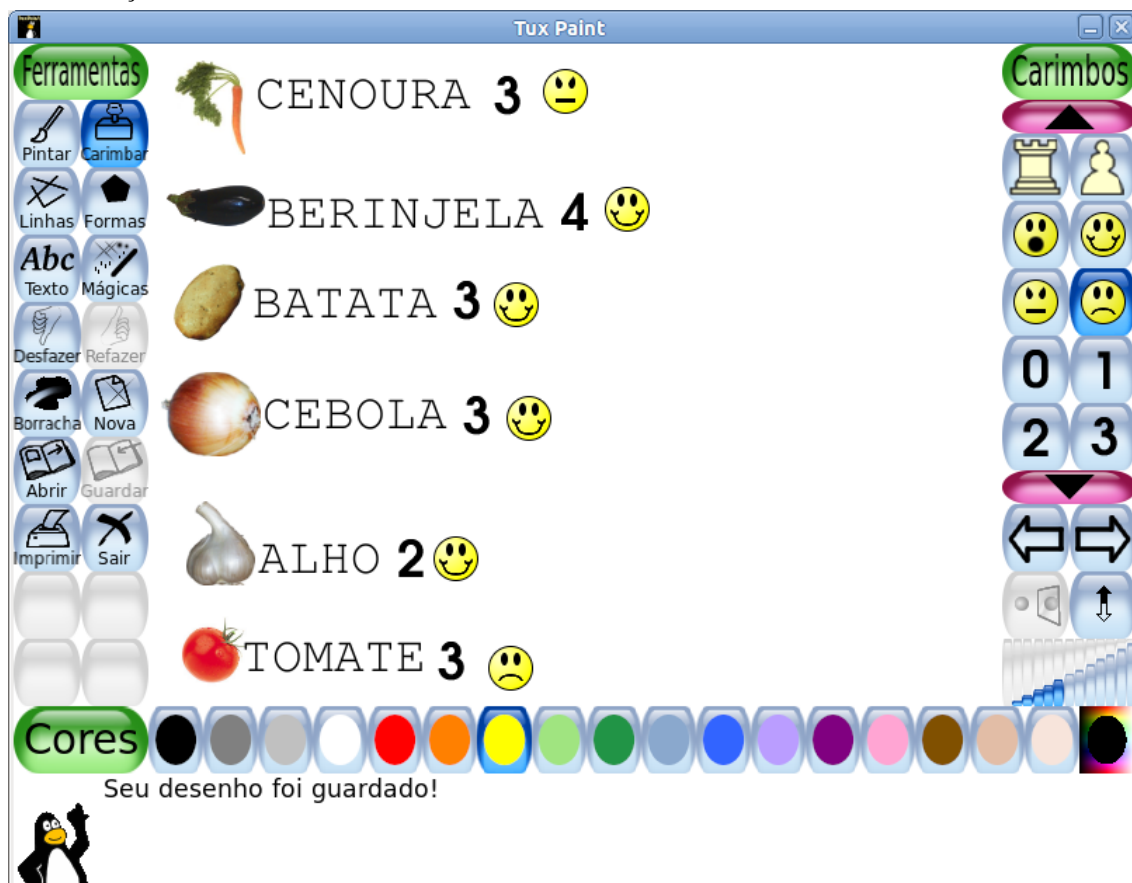 Tux Paint
Ferramentas
Carimbos
CENOURA 3
Pintar Carimbar
BERINJELA 4
Linhas Formas
Abc
Texto Mágicas
BATATA 3
Desfazer Refazer
0 1
CEBOLA 3
Borracha Nova
2 3
Abrir Guardar
ALHO 2
Imprimir Sair
TOMATE 3
Cores
Seu desenho foi guardado!